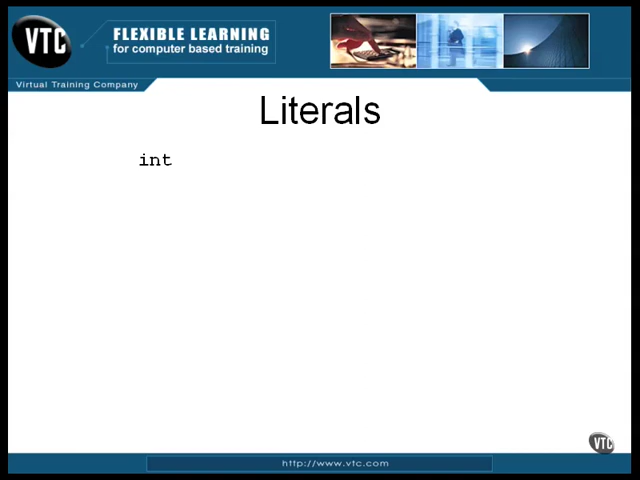 VTC
FLEXIBLE LEARNING
for computer based training
Virtual Training Company
Literals
int
VTC
http://www.vtc.com